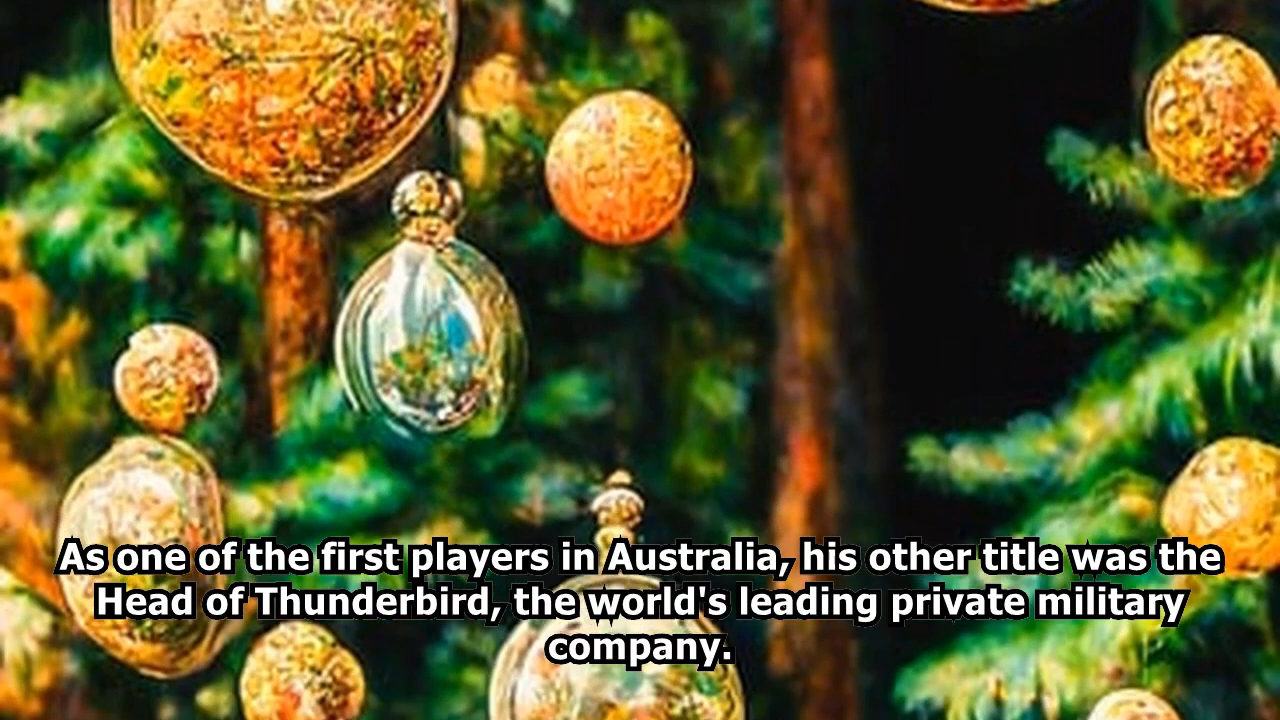 As one of the first players in Australia, his other title was the
Head of Thunderbird, the world's leading private military
company.